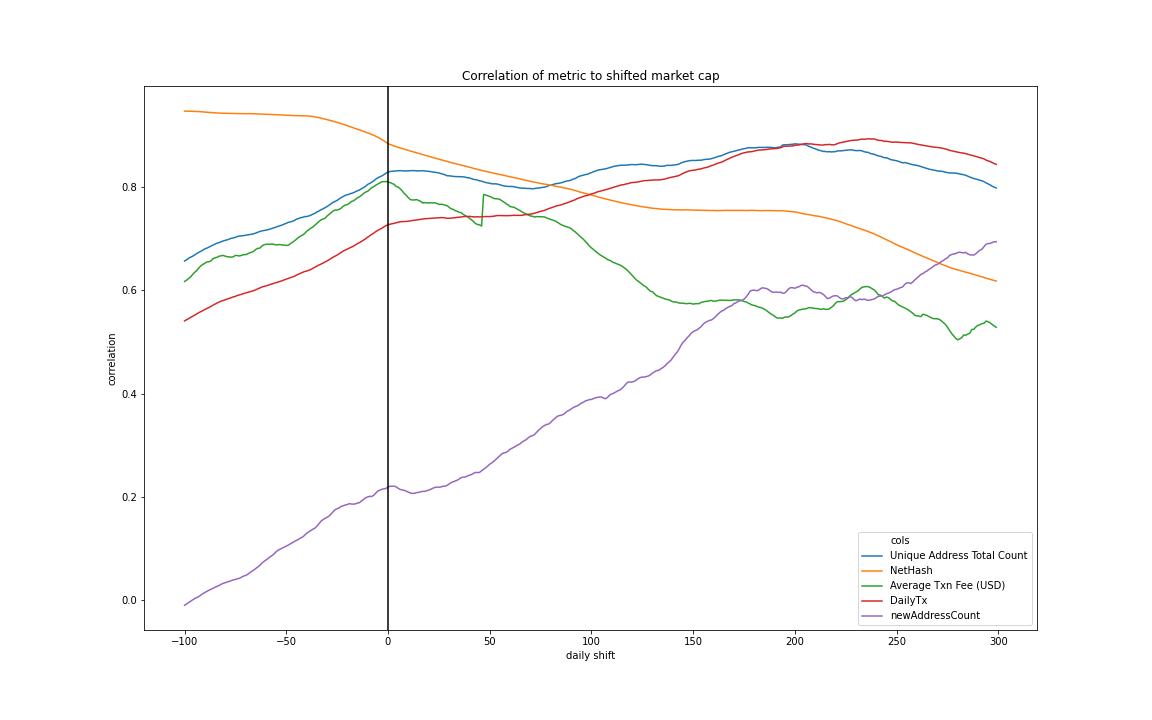 Correlation of metric to shifted market cap
correlation
0.8
0.6
0.4
0.2
0.0
cols
Unique Address Total Count
NetHash
Average Txn Fee (USD)
DailyTx
newAddressCount
−100
−50
0
50
100
150
200
250
300
daily shift